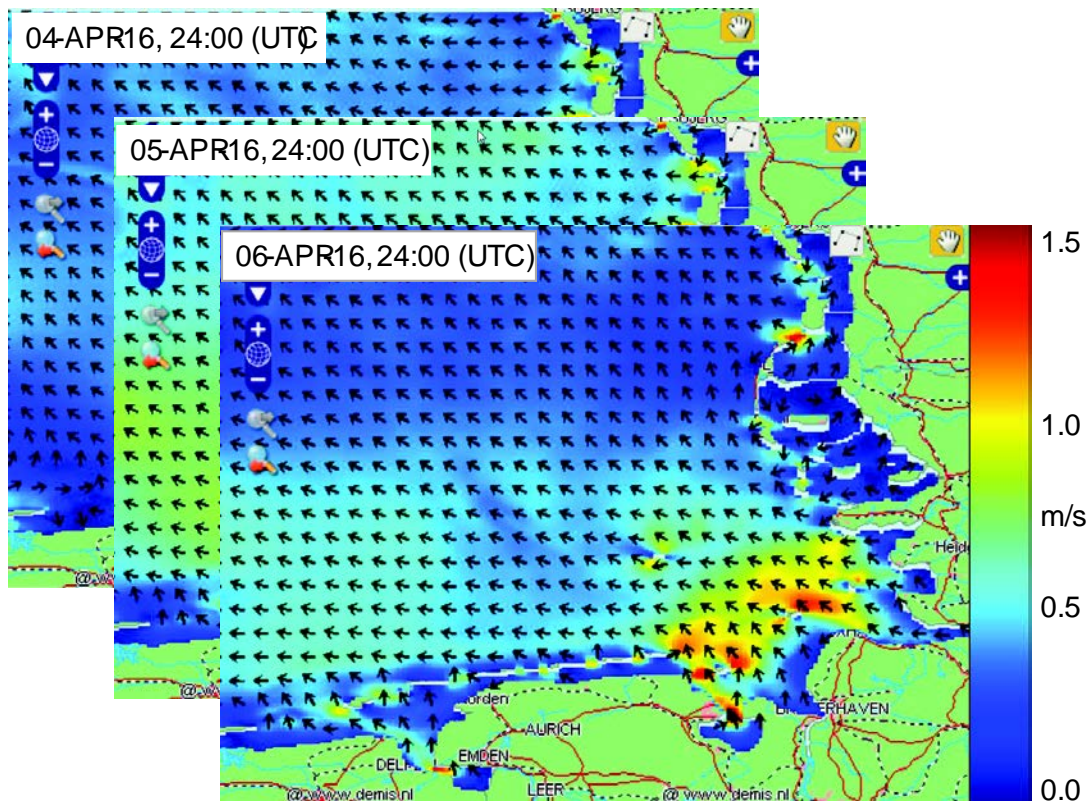 04-APR16, 24:00 (UTC
05-APR16, 24:00 (UTC)
06-APR16, 24:00 (UTC)
1.5
1.0
m/s
0.5
0.0
AURICH
EMDEN
LEER
@ www.demis.nl
@ www.demis.nl